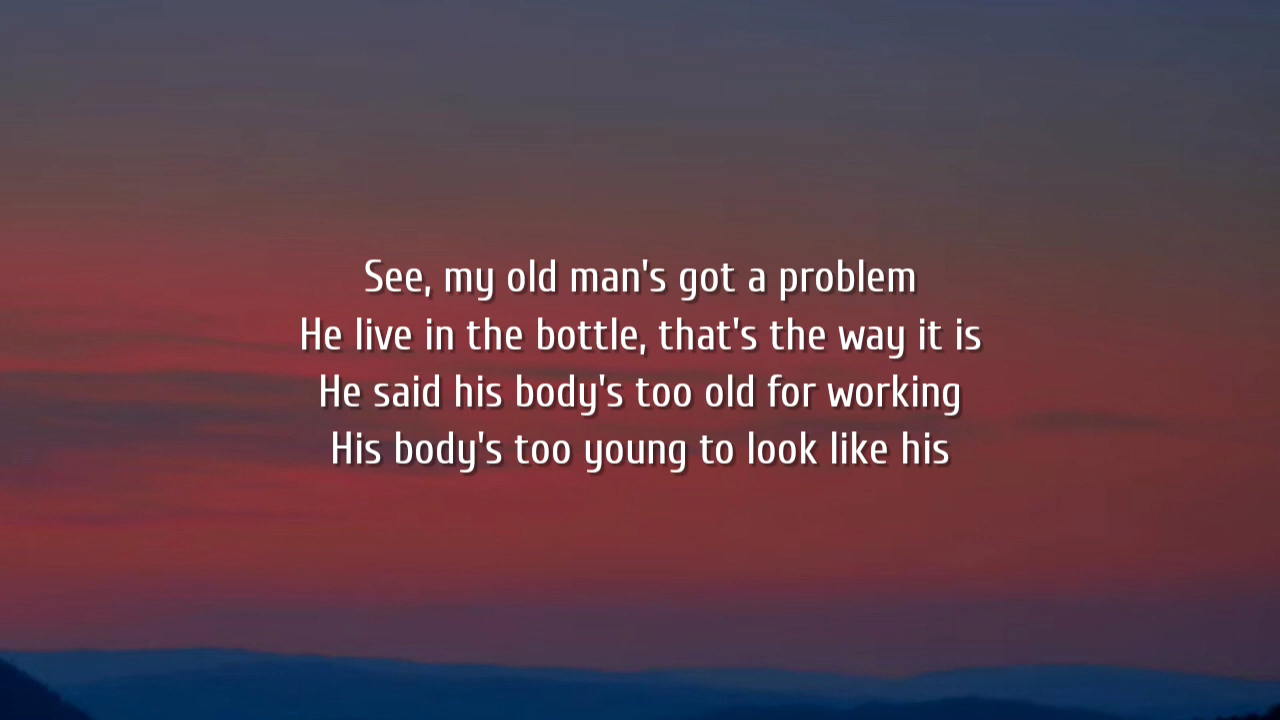 See, my old man's got a problem
He live in the bottle, that's the way it is
He said his body's too old for working
His body's too young to look like his